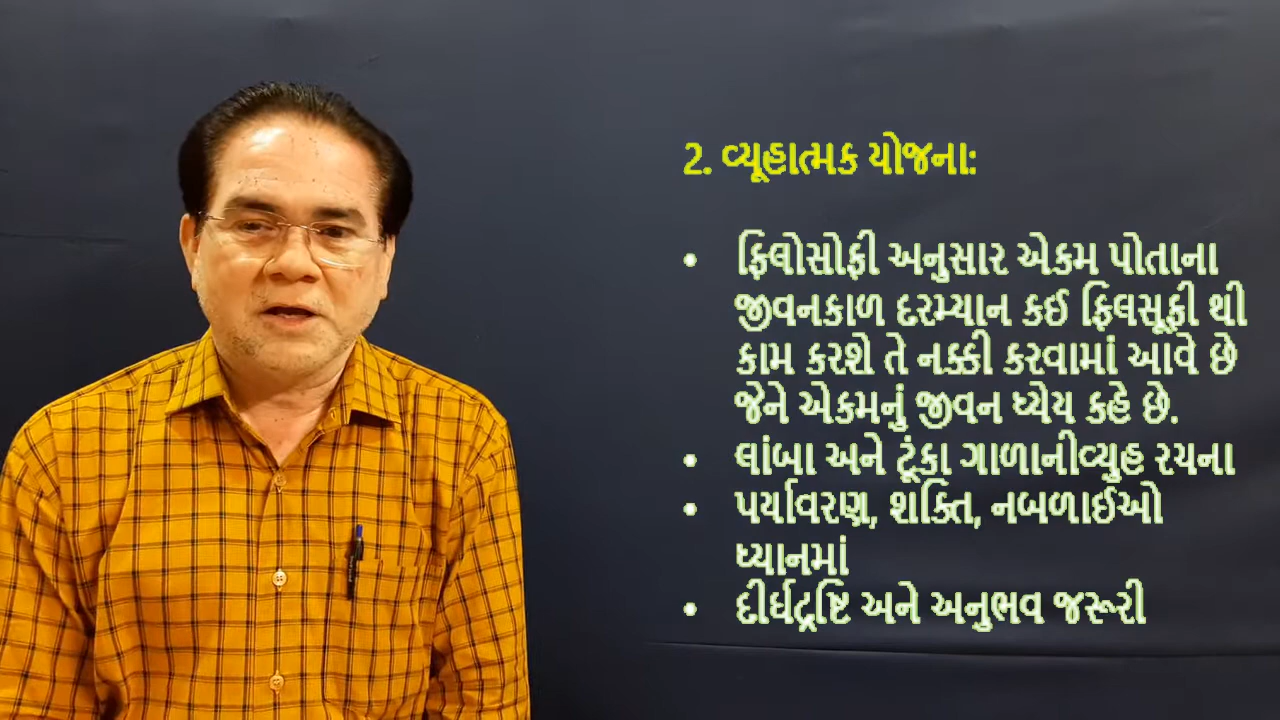 2. વ્યૂહાત્મક યોજના:
• ફિલોસોફી અનુસાર એકમ પોતાના
જીવનકાળ દરમ્યાન કઈ ફિલસૂફી થી
કામ કરશે તે નક્કી કરવામાં આવે છે
જેને એકમનું જીવન ધ્યેય કહે છે.
• લાંબા અને ટૂંકા ગાળાનીવ્યુહ રચના
• પર્યાવરણ, શક્તિ, નબળાઈઓ
ધ્યાનમાં
• દીર્ઘદ્રષ્ટિ અને અનુભવ જરૂરી